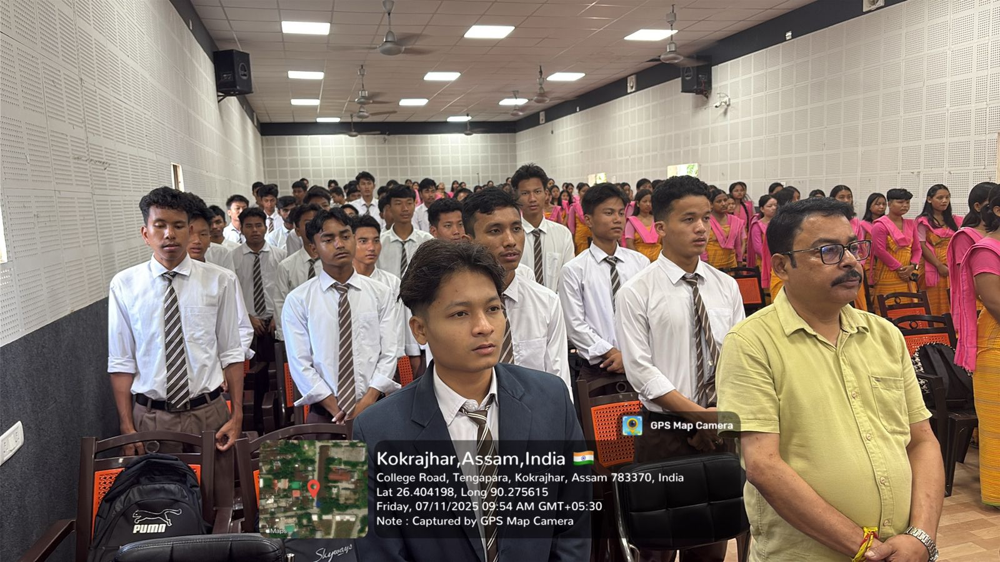 GPS Map Camera
Kokrajhar,Assam,India
College Road, Tengapara, Kokrajhar, Assam 783370, India
Lat 26.404198, Long 90.275615
Friday, 07/11/2025 09:54 AM GMT+05:30
Note : Captured by GPS Map Camera
Maps
PUMA
Skyways